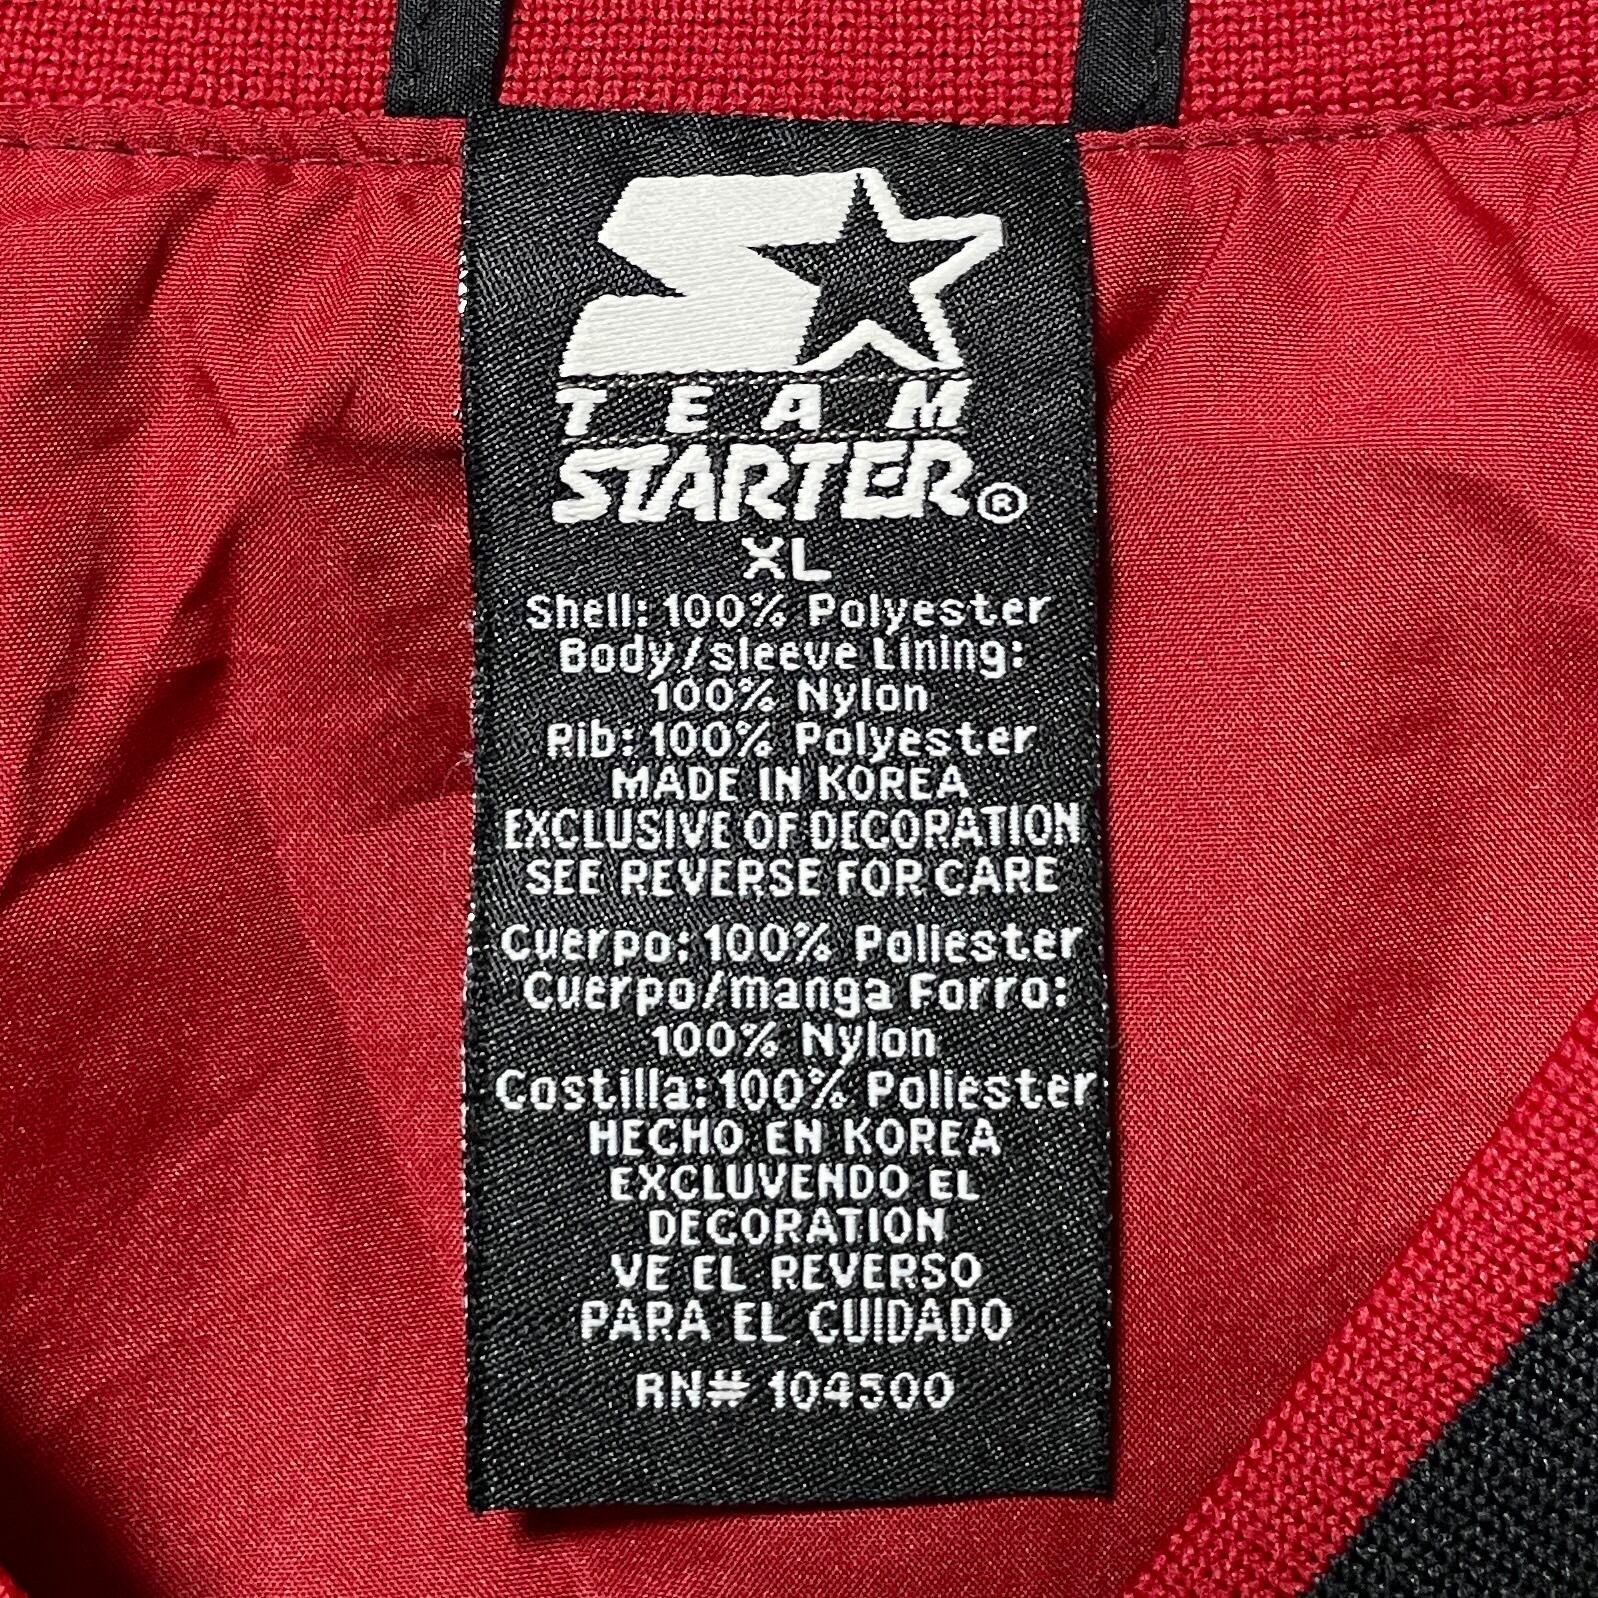 TEAM
STARTER®
XL
Shell: 100% Polyester
Body/sleeve Lining:
100% Nylon
Rib: 100% Polyester
MADE IN KOREA
EXCLUSIVE OF DECORATION
SEE REVERSE FOR CARE
Cuerpo: 100% Poliester
Cuerpo/manga Forro:
100% Nylon
Costilla: 100% Poliester
HECHO EN KOREA
EXCLUVENDO EL
DECORATION
VE EL REVERSO
PARA EL CUIDADO
RN# 104500